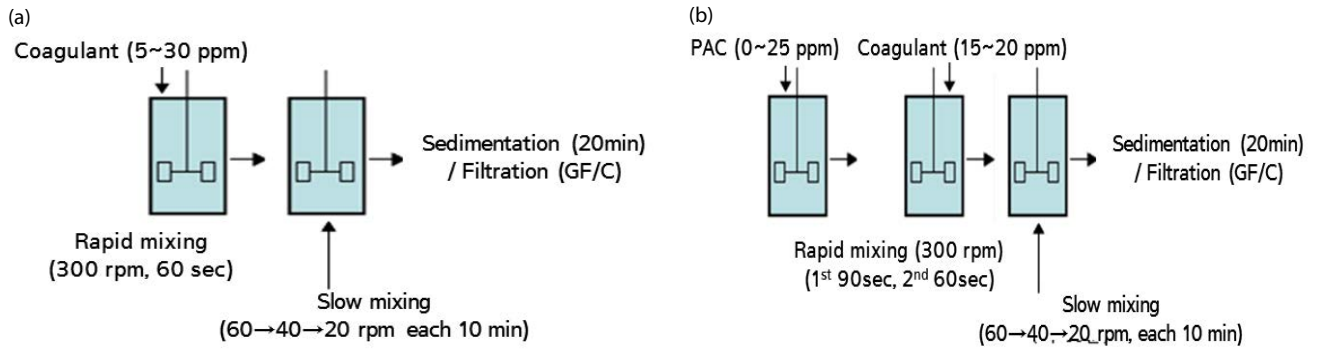 (a)
Coagulant (5~30 ppm)
Sedimentation (20min)
/ Filtration (GF/C)
Rapid mixing
(300 rpm, 60 sec)
Slow mixing
(60→40→20 rpm each 10 min)
(b)
PAC (0~25 ppm) Coagulant (15~20 ppm)
Sedimentation (20min)
/ Filtration (GF/C)
Rapid mixing (300 rpm)
(1st 90sec, 2nd 60sec)
Slow mixing
(60→40→20 rpm, each 10 min)